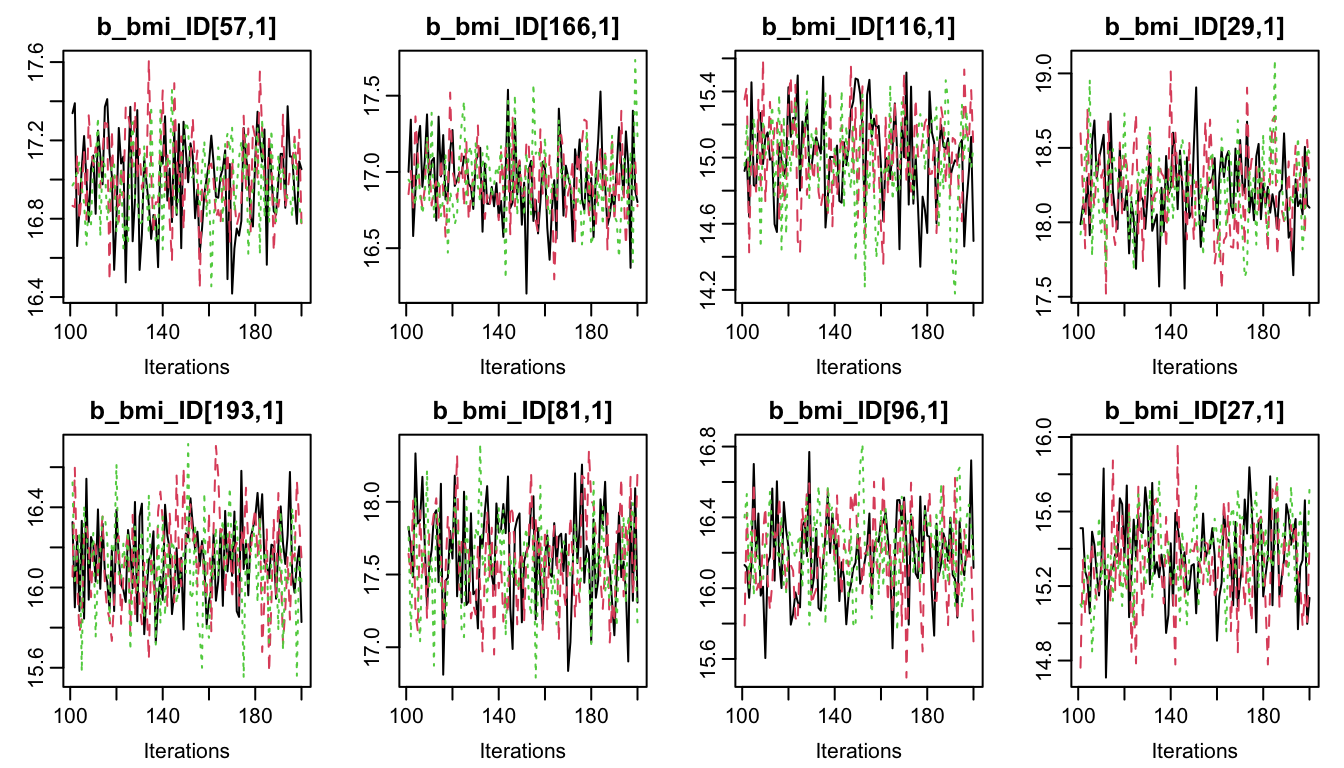 b_bmi_ID[57,1] b_bmi_ID[166,1] b_bmi_ID[116,1] b_bmi_ID[29,1]
16.4 16.8 17.2 17.6
16.5 17.0 17.5
14.2 14.6 15.0 15.4
17.5 18.0 18.5 19.0
100 140 180 100 140 180 100 140 180 100 140 180
Iterations Iterations Iterations Iterations
b_bmi_ID[193,1] b_bmi_ID[81,1] b_bmi_ID[96,1] b_bmi_ID[27,1]
15.6 16.0 16.4
17.0 17.5 18.0
15.6 16.0 16.4 16.8
14.8 15.2 15.6 16.0
100 140 180 100 140 180 100 140 180 100 140 180
Iterations Iterations Iterations Iterations